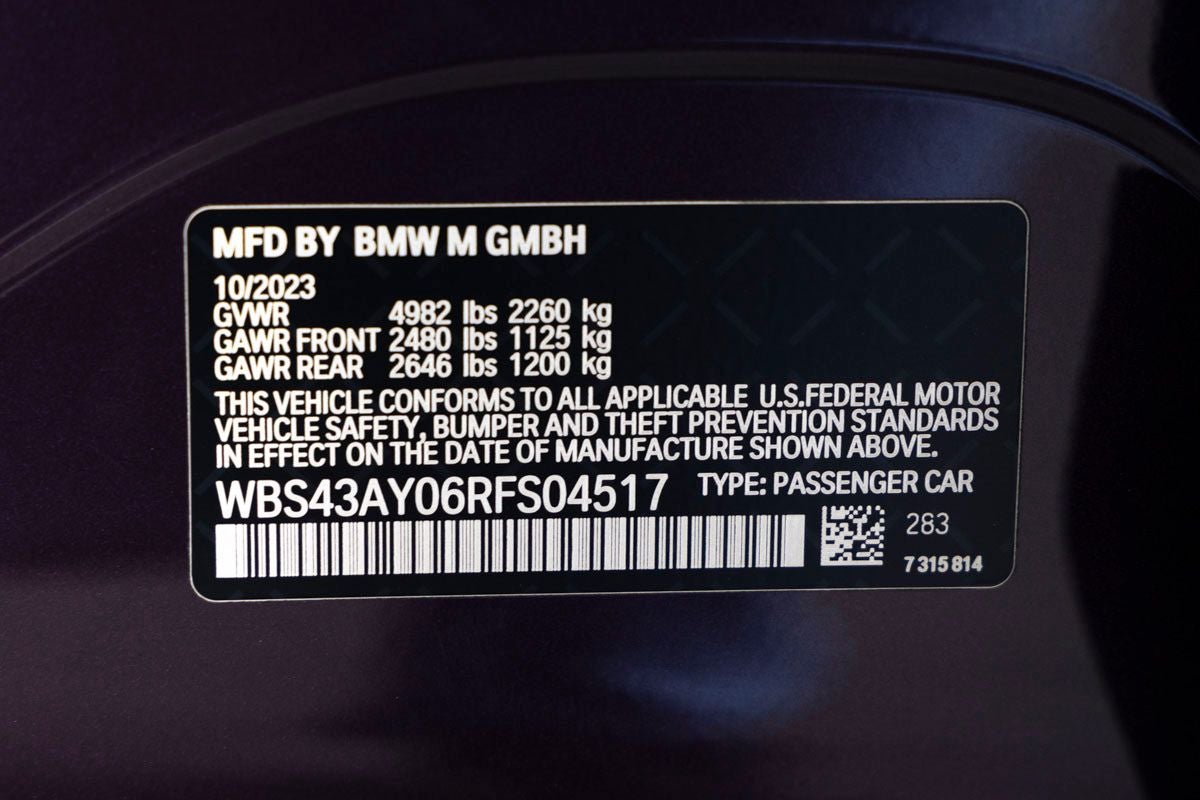 MFD BY BMW M GMBH
10/2023
GVWR 4982 lbs 2260 kg
GAWR FRONT 2480 lbs 1125 kg
GAWR REAR 2646 lbs 1200 kg
THIS VEHICLE CONFORMS TO ALL APPLICABLE U.S.FEDERAL MOTOR
VEHICLE SAFETY, BUMPER AND THEFT PREVENTION STANDARDS
IN EFFECT ON THE DATE OF MANUFACTURE SHOWN ABOVE.
WBS43AY06RFS04517 TYPE: PASSENGER CAR
283
7 315 814